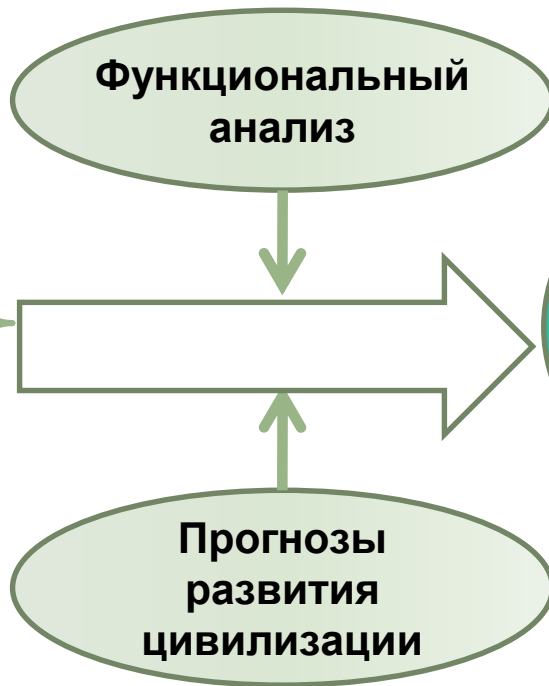 Функциональный
анализ
Прогнозы
развития
цивилизации